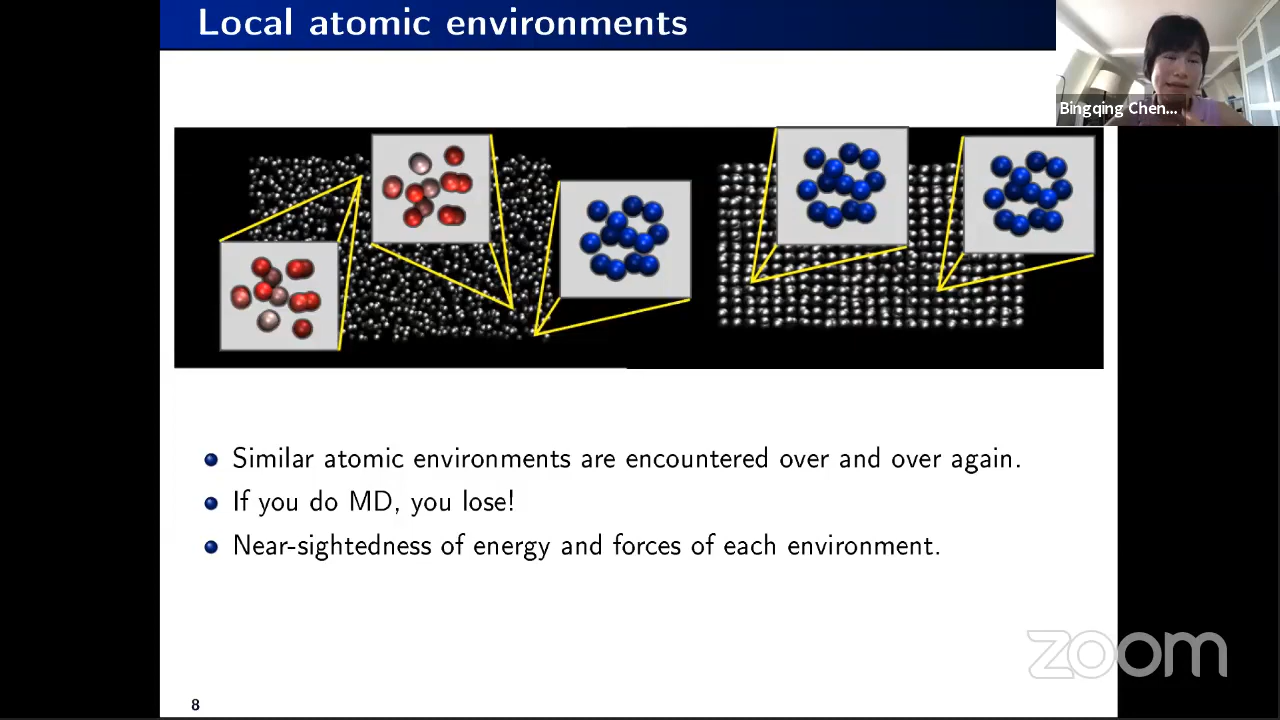 Local atomic environments
Bingqing Chen...
Similar atomic environments are encountered over and over again.
If you do MD, you lose!
Near-sightedness of energy and forces of each environment.
zoom
8